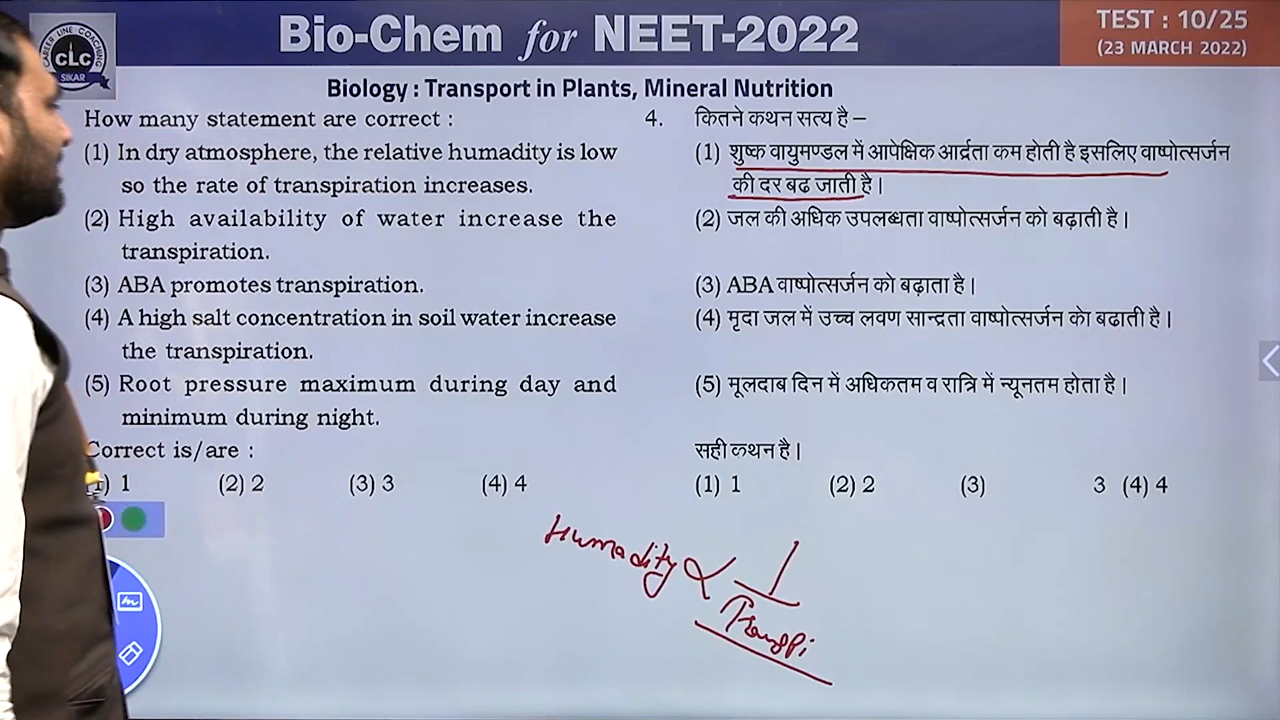 CAREER LINE COACHING
CLC
SIKAR
Bio-Chem for NEET-2022
TEST : 10/25
(23 MARCH 2022)
Biology : Transport in Plants, Mineral Nutrition
How many statement are correct :
(1) In dry atmosphere, the relative humadity is low
so the rate of transpiration increases.
(2) High availability of water increase the
transpiration.
(3) ABA promotes transpiration.
(4) A high salt concentration in soil water increase
the transpiration.
(5) Root pressure maximum during day and
minimum during night.
Correct is/are :
(1) 1 (2) 2 (3) 3 (4) 4
4. कितने कथन सत्य है –
(1) शुष्क वायुमण्डल में आपेक्षिक आर्द्रता कम होती है इसलिए वाष्पोत्सर्जन
की दर बढ जाती है।
(2) जल की अधिक उपलब्धता वाष्पोत्सर्जन को बढ़ाती है।
(3) ABA वाष्पोत्सर्जन को बढ़ाता है।
(4) मृदा जल में उच्च लवण सान्द्रता वाष्पोत्सर्जन केा बढाती है।
(5) मूलदाब दिन में अधिकतम व रात्रि में न्यूनतम होता है।
सही कथन है।
(1) 1 (2) 2 (3) 3 (4) 4
Humadity ∝ 1
Transpi